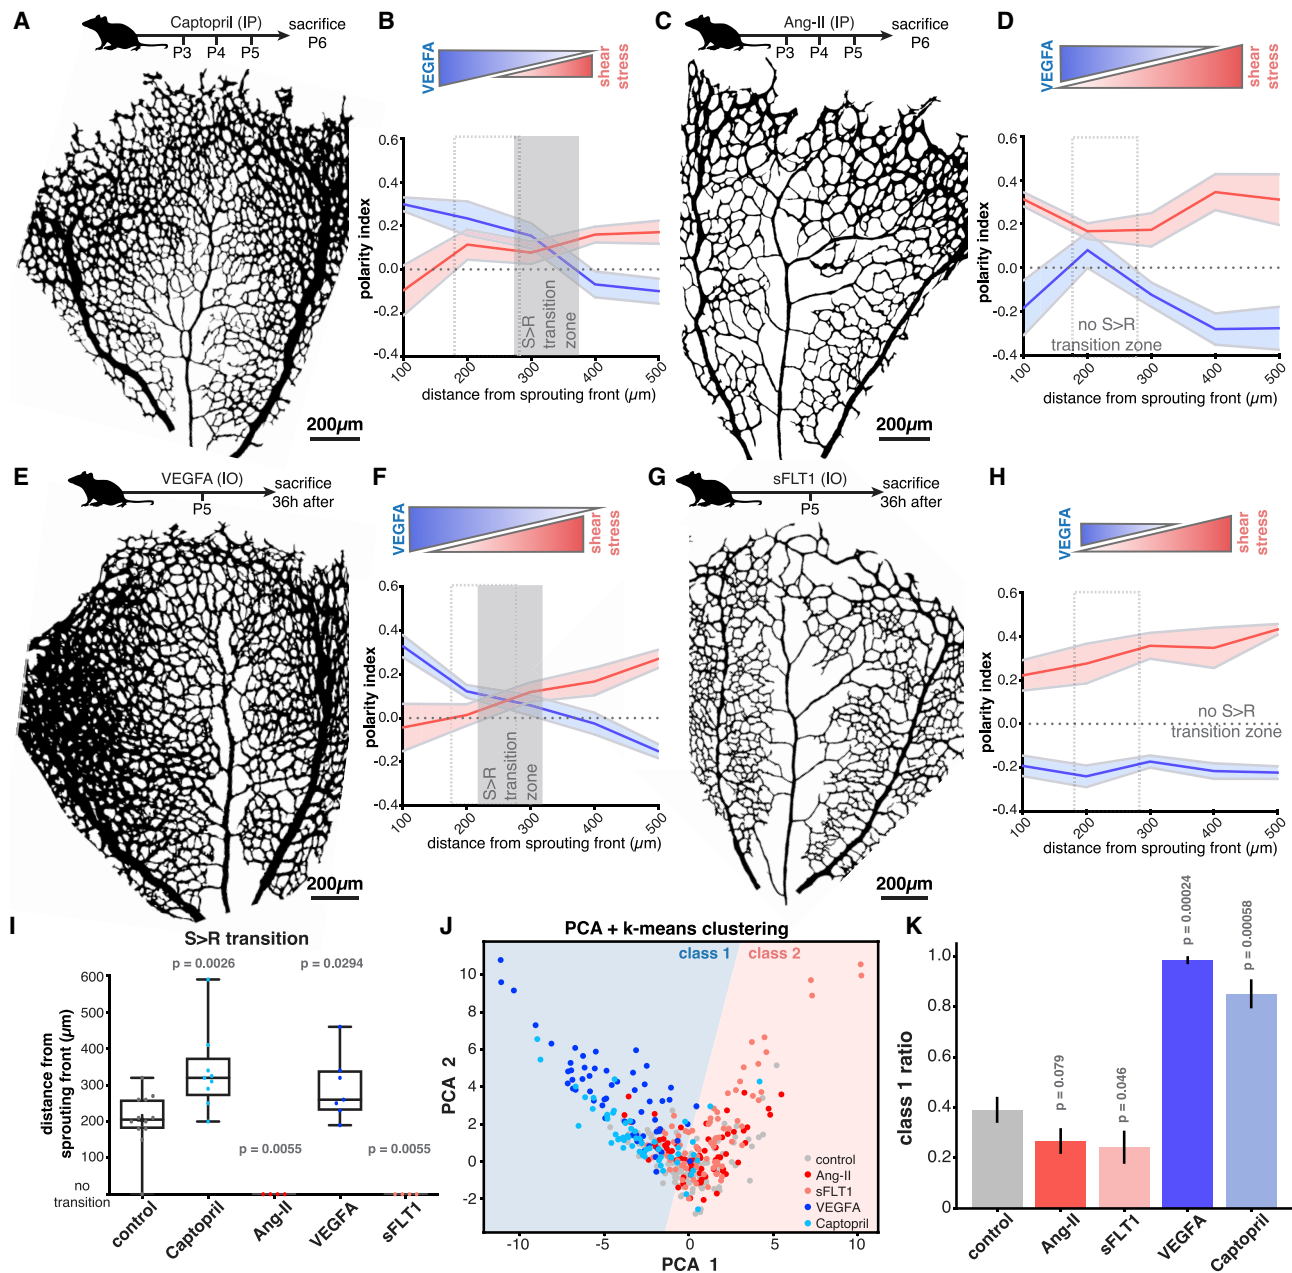 A
Captopril (IP)
P3 P4 P5
sacrifice
P6
200µm
B
VEGFA
shear
stress
polarity index
0.6
0.4
0.2
0.0
-0.2
-0.4
S>R
transition
zone
100 200 300 400 500
distance from sprouting front (µm)
C
Ang-II (IP)
P3 P4 P5
sacrifice
P6
200µm
D
VEGFA
shear
stress
polarity index
0.6
0.4
0.2
0.0
-0.2
-0.4
no S>R
transition zone
100 200 300 400 500
distance from sprouting front (µm)
E
VEGFA (IO)
P5
sacrifice
36h after
200µm
F
VEGFA
shear
stress
polarity index
0.6
0.4
0.2
0.0
-0.2
-0.4
S>R
transition
zone
100 200 300 400 500
distance from sprouting front (µm)
G
sFLT1 (IO)
P5
sacrifice
36h after
200µm
H
VEGFA
shear
stress
polarity index
0.6
0.4
0.2
0.0
-0.2
-0.4
no S>R
transition zone
100 200 300 400 500
distance from sprouting front (µm)
I
S>R transition
p = 0.0026 p = 0.0294
p = 0.0055 p = 0.0055
distance from
sprouting front (µm)
600
500
400
300
200
100
no
transition
control Captopril Ang-II VEGFA sFLT1
J
PCA + k-means clustering
class 1 class 2
PCA 2
10
8
6
4
2
0
-2
control
Ang-II
sFLT1
VEGFA
Captopril
-10 -5 0 5 10
PCA 1
K
class 1 ratio
1.0
0.8
0.6
0.4
0.2
0
p = 0.079
p = 0.046
p = 0.00024
p = 0.00058
control Ang-II sFLT1 VEGFA Captopril